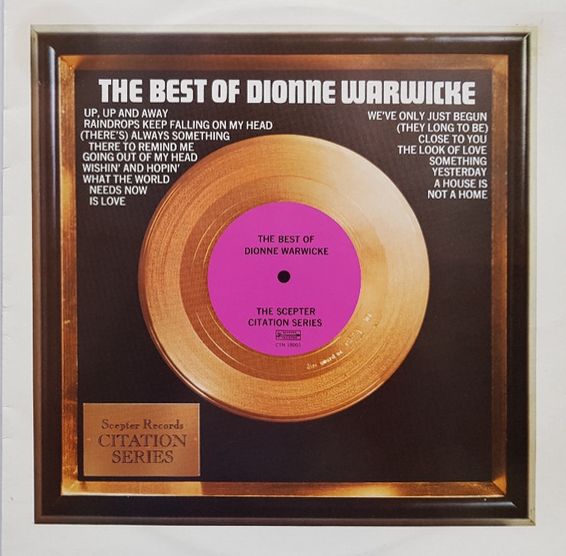 THE BEST OF DIONNE WARWICKE
UP, UP AND AWAY
RAINDROPS KEEP FALLING ON MY HEAD
(THERE'S) ALWAYS SOMETHING
THERE TO REMIND ME
GOING OUT OF MY HEAD
WISHIN' AND HOPIN'
WHAT THE WORLD
NEEDS NOW
IS LOVE
WE'VE ONLY JUST BEGUN
(THEY LONG TO BE)
CLOSE TO YOU
THE LOOK OF LOVE
SOMETHING
YESTERDAY
A HOUSE IS
NOT A HOME
THE BEST OF
DIONNE WARWICKE
THE SCEPTER
CITATION SERIES
Scepter Records
CITATION
SERIES